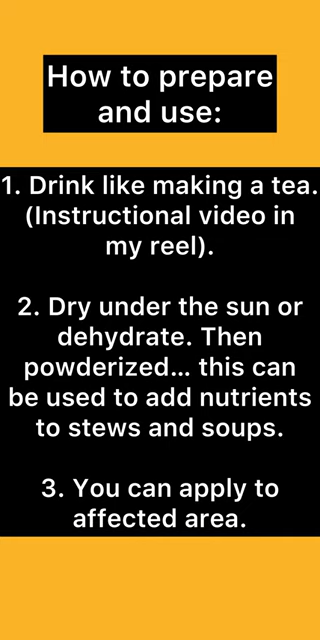 How to prepare
and use:
1. Drink like making a tea.
(Instructional video in
my reel).
2. Dry under the sun or
dehydrate. Then
powderized... this can
be used to add nutrients
to stews and soups.
3. You can apply to
affected area.